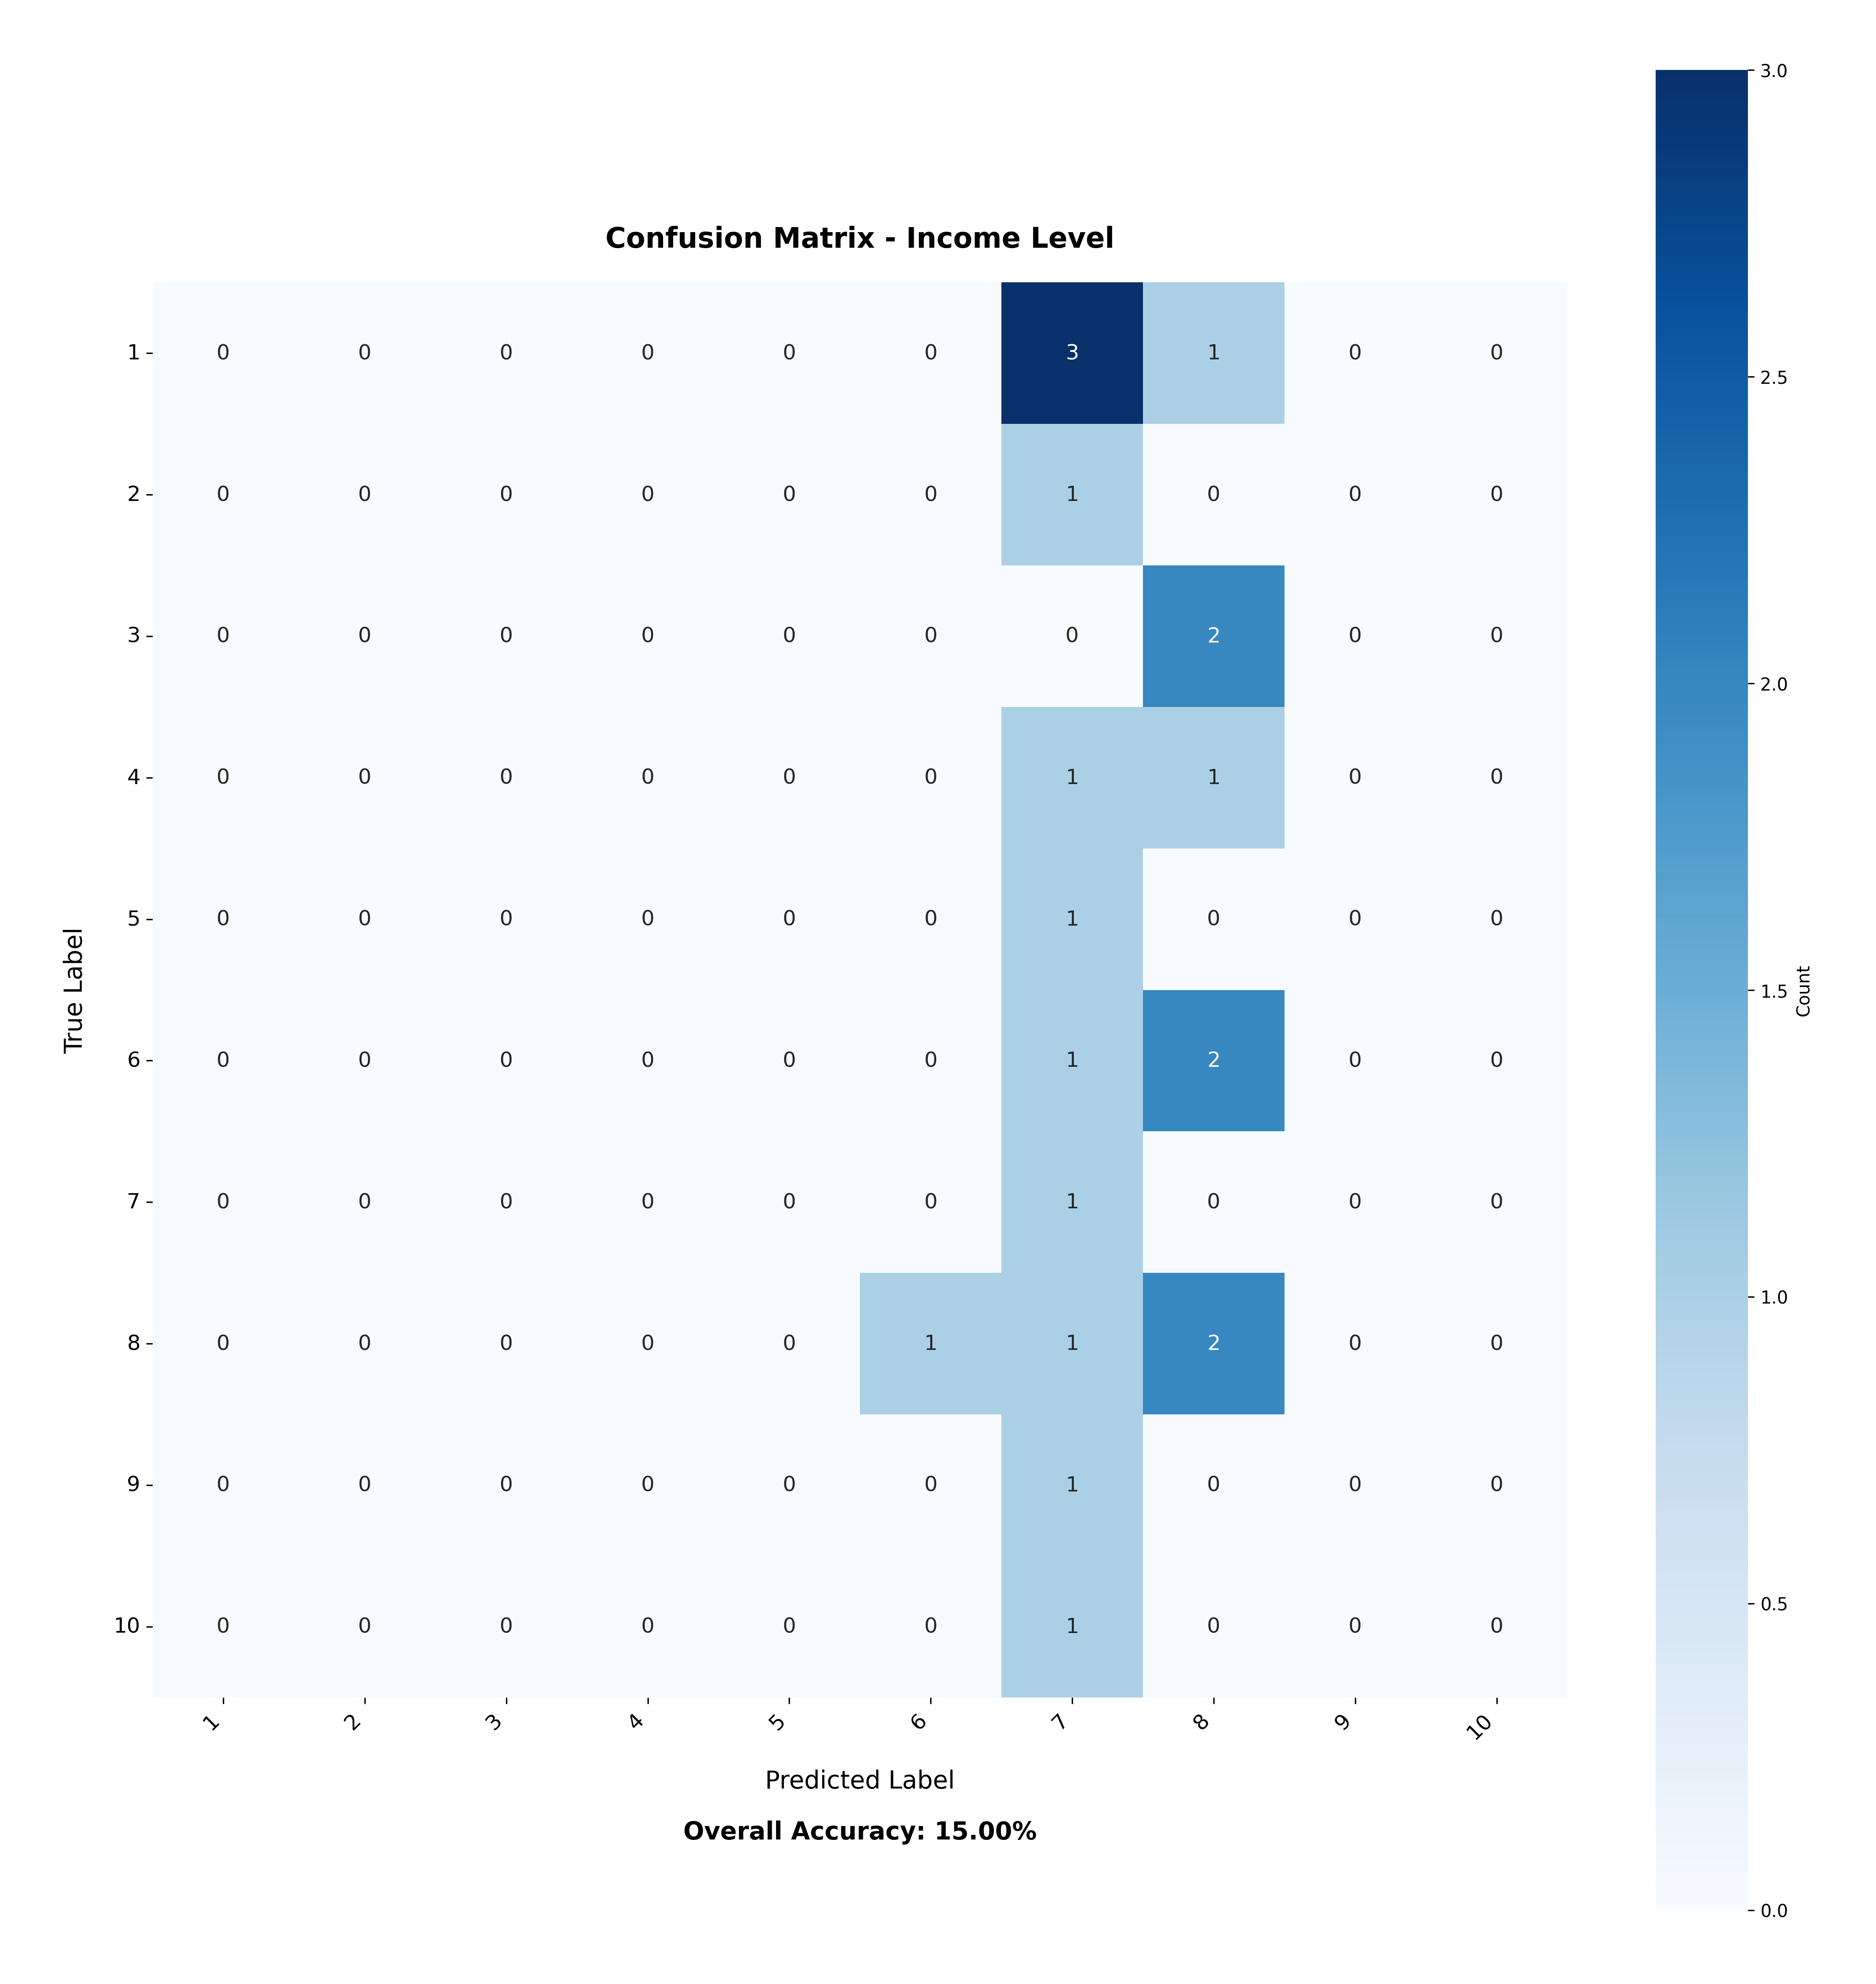 Confusion Matrix - Income Level
1 0 0 0 0 0 0 3 1 0 0
2 0 0 0 0 0 0 1 0 0 0
3 0 0 0 0 0 0 0 2 0 0
4 0 0 0 0 0 0 1 1 0 0
5 0 0 0 0 0 0 1 0 0 0
6 0 0 0 0 0 0 1 2 0 0
7 0 0 0 0 0 0 1 0 0 0
8 0 0 0 0 0 1 1 2 0 0
9 0 0 0 0 0 0 1 0 0 0
10 0 0 0 0 0 0 1 0 0 0
1 2 3 4 5 6 7 8 9 10
True Label
Predicted Label
Overall Accuracy: 15.00%
3.0
2.5
2.0
1.5
1.0
0.5
0.0
Count